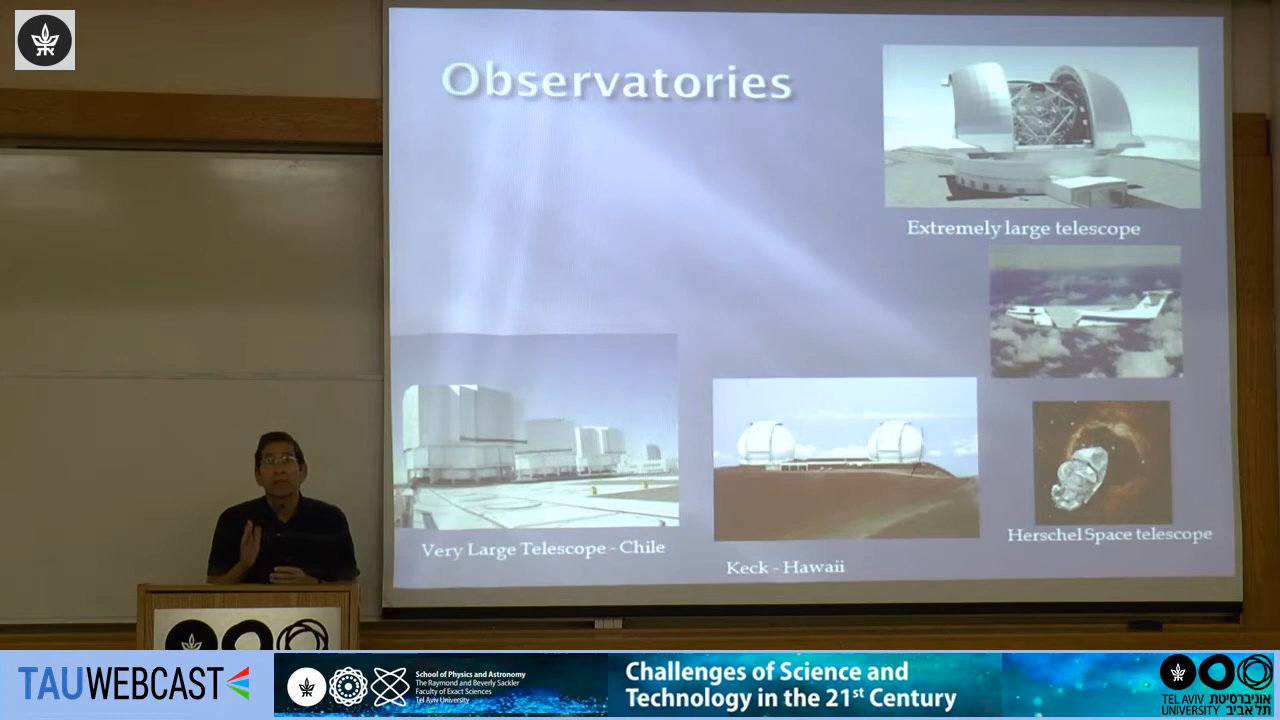 Observatories
Extremely large telescope
Very Large Telescope - Chile
Keck - Hawaii
Herschel Space telescope
TAUWEBCAST
School of Physics and Astronomy
The Raymond and Beverly Sackler
Faculty of Exact Sciences
Tel Aviv University
Challenges of Science and
Technology in the 21st Century
TEL AVIV אוניברסיטת
UNIVERSITY תל אביב